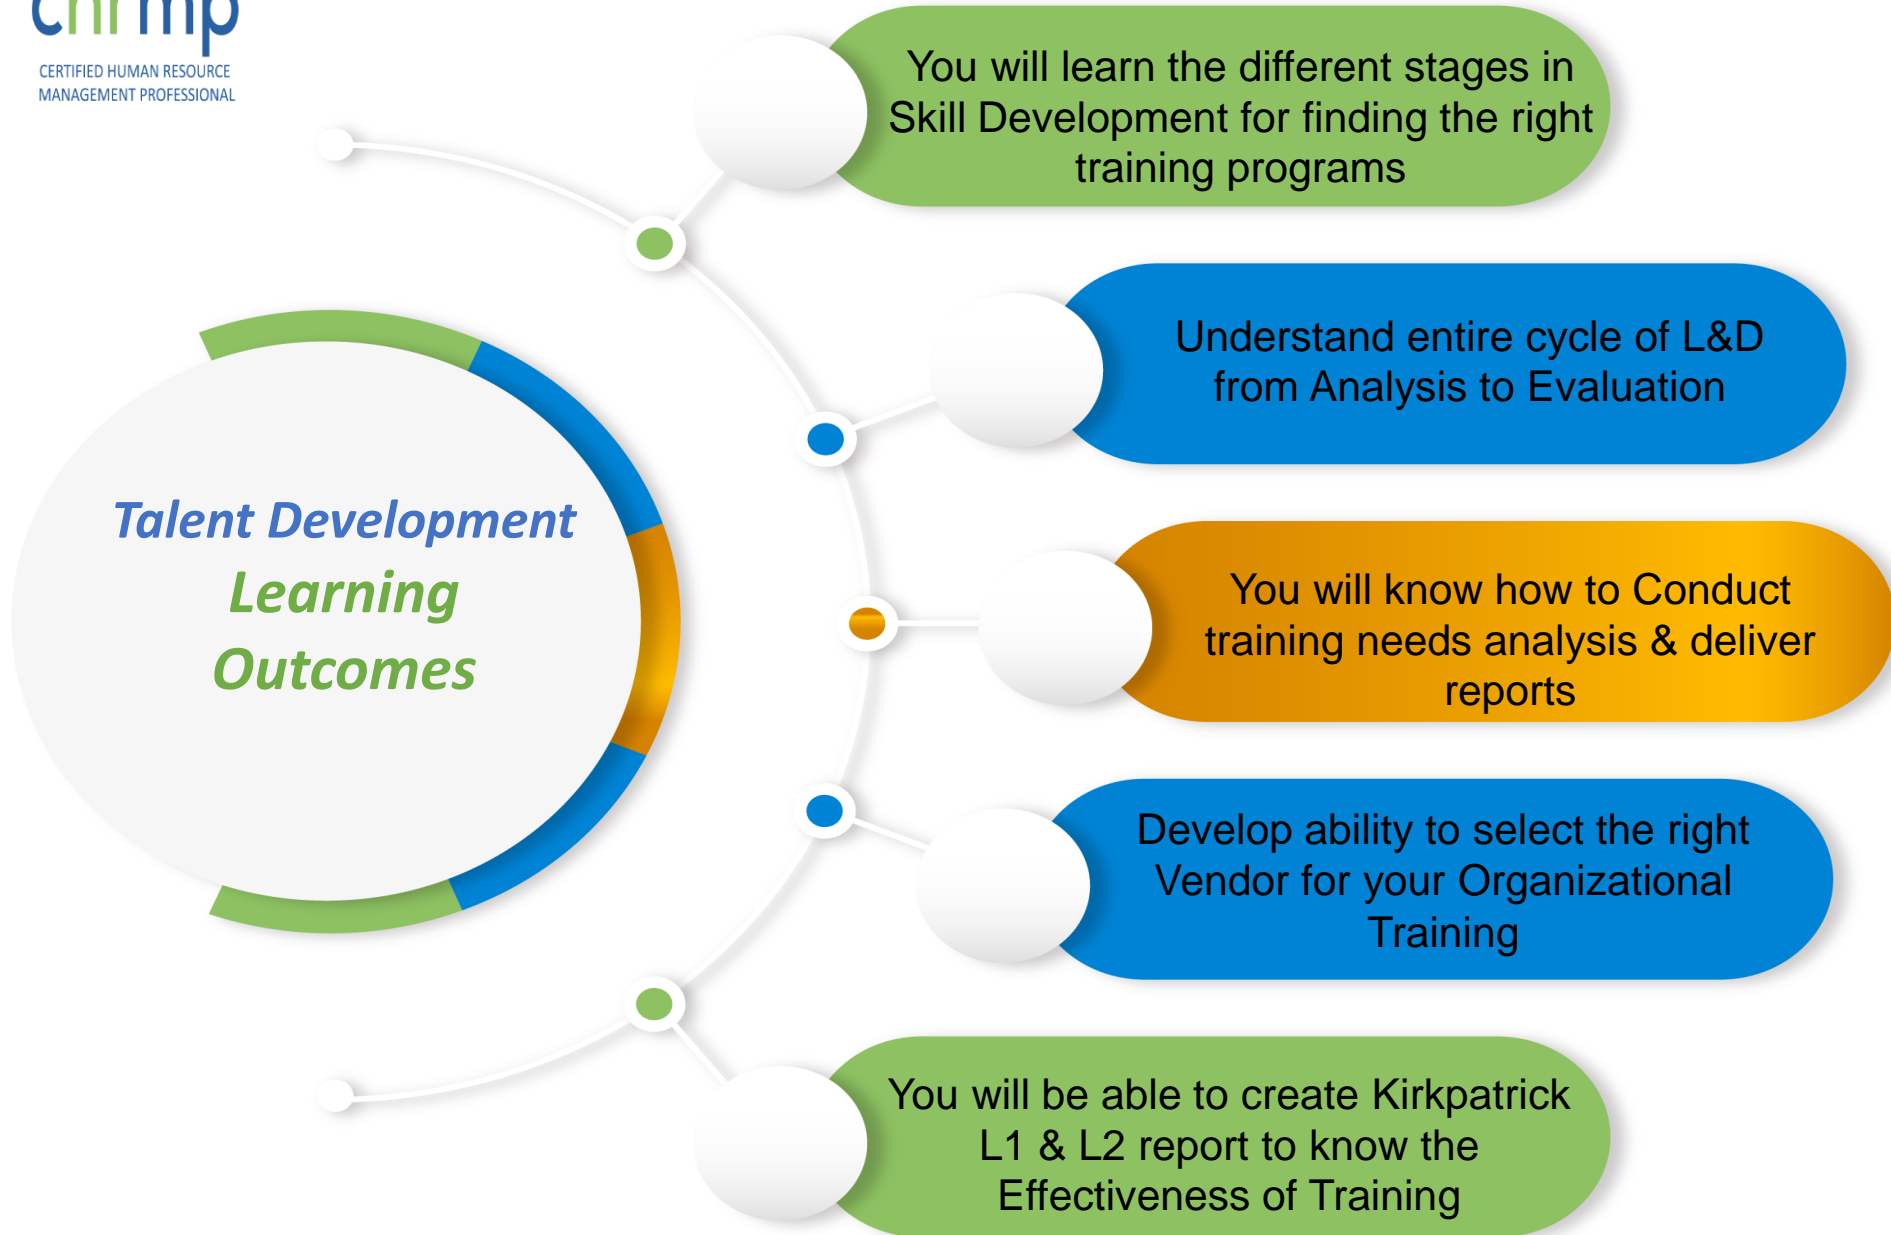 chrmp
CERTIFIED HUMAN RESOURCE
MANAGEMENT PROFESSIONAL
Talent Development
Learning
Outcomes
You will learn the different stages in
Skill Development for finding the right
training programs
Understand entire cycle of L&D
from Analysis to Evaluation
You will know how to Conduct
training needs analysis & deliver
reports
Develop ability to select the right
Vendor for your Organizational
Training
You will be able to create Kirkpatrick
L1 & L2 report to know the
Effectiveness of Training